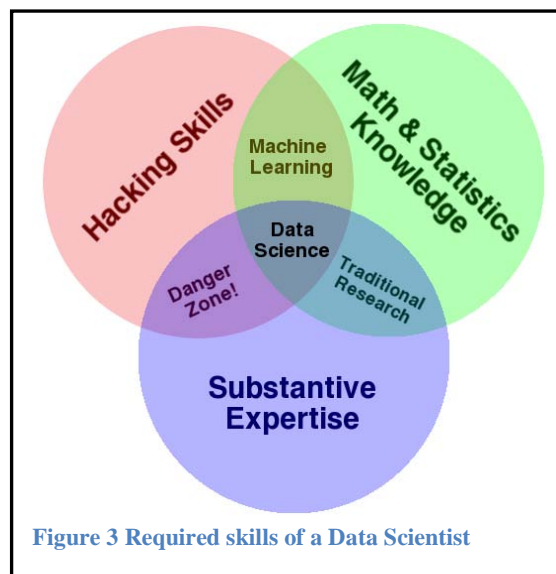 Hacking Skills
Math & Statistics
Knowledge
Machine
Learning
Data
Science
Danger
Zone!
Traditional
Research
Substantive
Expertise
Figure 3 Required skills of a Data Scientist